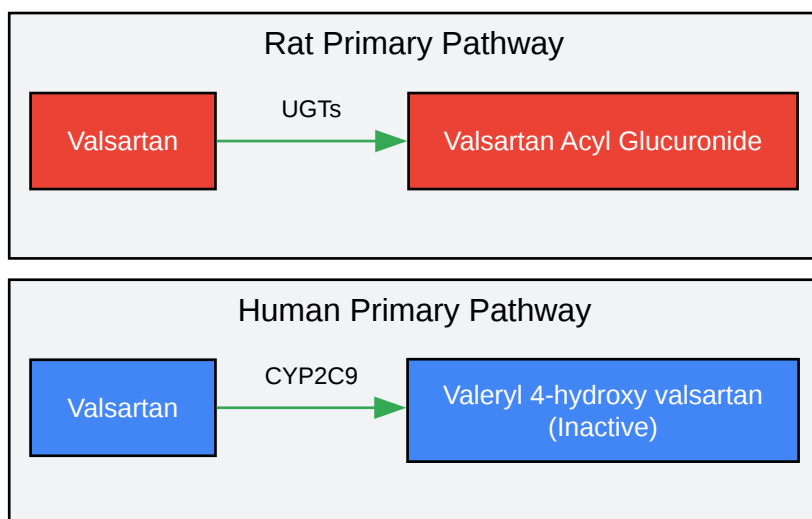 Rat Primary Pathway
UGTs
Valsartan
Valsartan Acyl Glucuronide
Human Primary Pathway
CYP2C9
Valsartan
Valeryl 4-hydroxy valsartan
(Inactive)